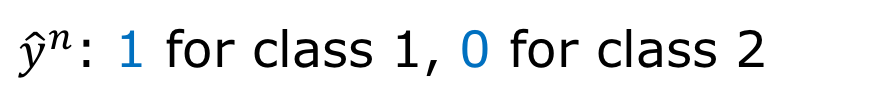 ŷⁿ: 1 for class 1, 0 for class 2